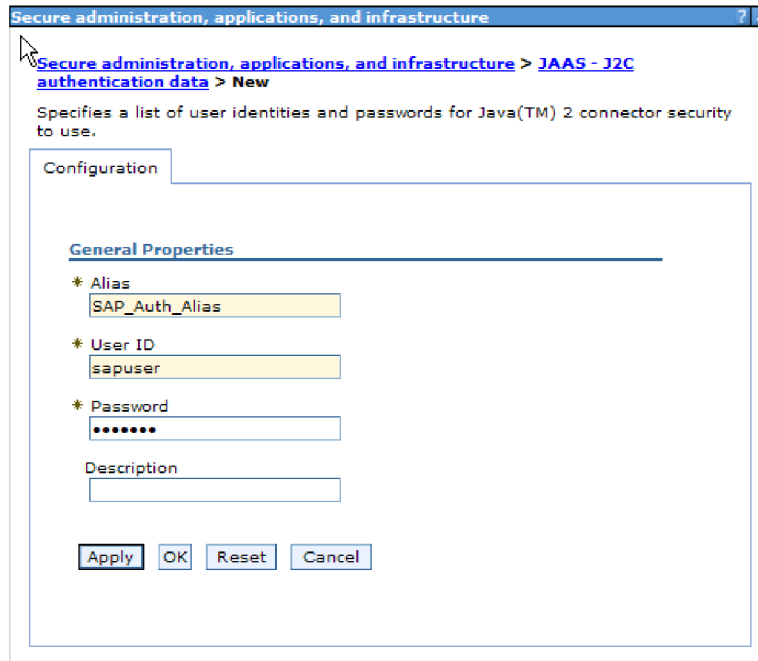 Secure administration, applications, and infrastructure ?
Secure administration, applications, and infrastructure > JAAS - J2C
authentication data > New
Specifies a list of user identities and passwords for Java(TM) 2 connector security
to use.
Configuration
General Properties
* Alias
SAP_Auth_Alias
* User ID
sapuser
* Password
•••••••
Description
Apply OK Reset Cancel